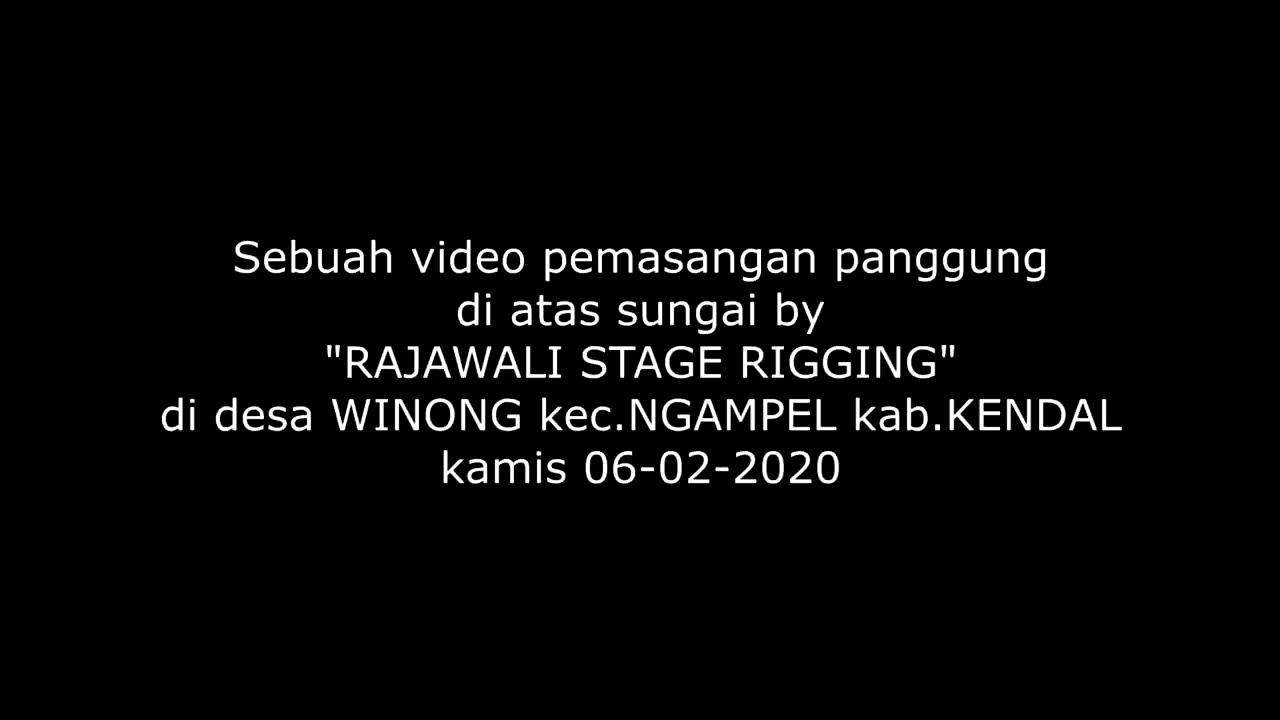 Sebuah video pemasangan panggung
di atas sungai by
"RAJAWALI STAGE RIGGING"
di desa WINONG kec.NGAMPEL kab.KENDAL
kamis 06-02-2020